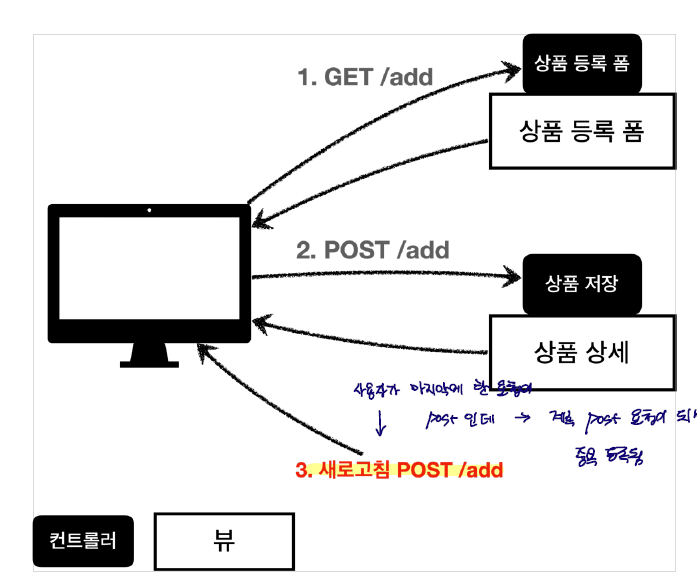 상품 등록 폼
1. GET /add
상품 등록 폼
2. POST /add
상품 저장
상품 상세
사용자가 마지막에 한 요청이
↓ post 인데 → 계속 post 요청이 되
중복 등록됨
3. 새로고침 POST /add
컨트롤러
뷰